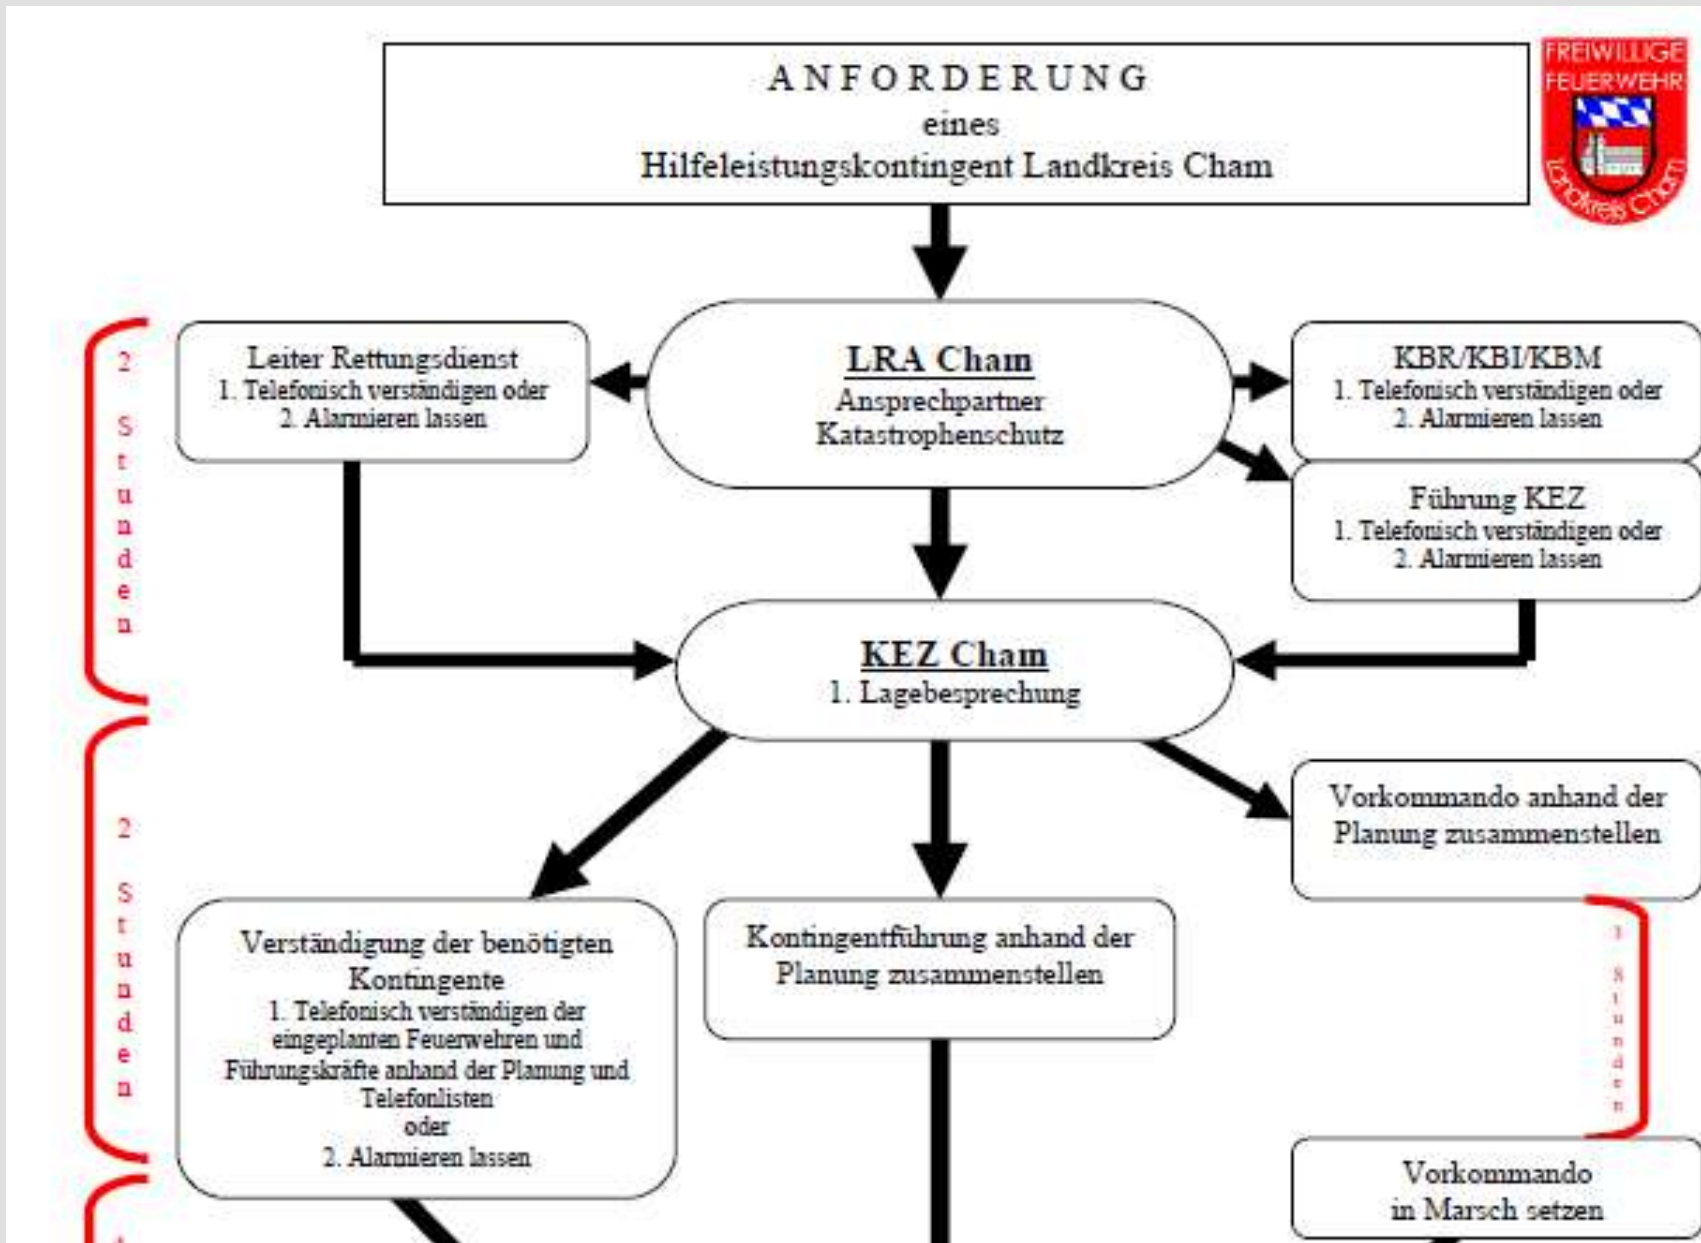 ANFORDERUNG
eines
Hilfeleistungskontingent Landkreis Cham
FREIWILLIGE
FEUERWEHR
Landkreis Cham
2 Stunden
Leiter Rettungsdienst
1. Telefonisch verständigen oder
2. Alarmieren lassen
LRA Cham
Ansprechpartner
Katastrophenschutz
KBR/KBI/KBM
1. Telefonisch verständigen oder
2. Alarmieren lassen
Führung KEZ
1. Telefonisch verständigen oder
2. Alarmieren lassen
KEZ Cham
1. Lagebesprechung
2 Stunden
Vorkommando anhand der
Planung zusammenstellen
Verständigung der benötigten
Kontingente
1. Telefonisch verständigen der
eingeplanten Feuerwehren und
Führungskräfte anhand der Planung und
Telefonlisten
oder
2. Alarmieren lassen
Kontingentführung anhand der
Planung zusammenstellen
Stunden
Vorkommando
in Marsch setzen